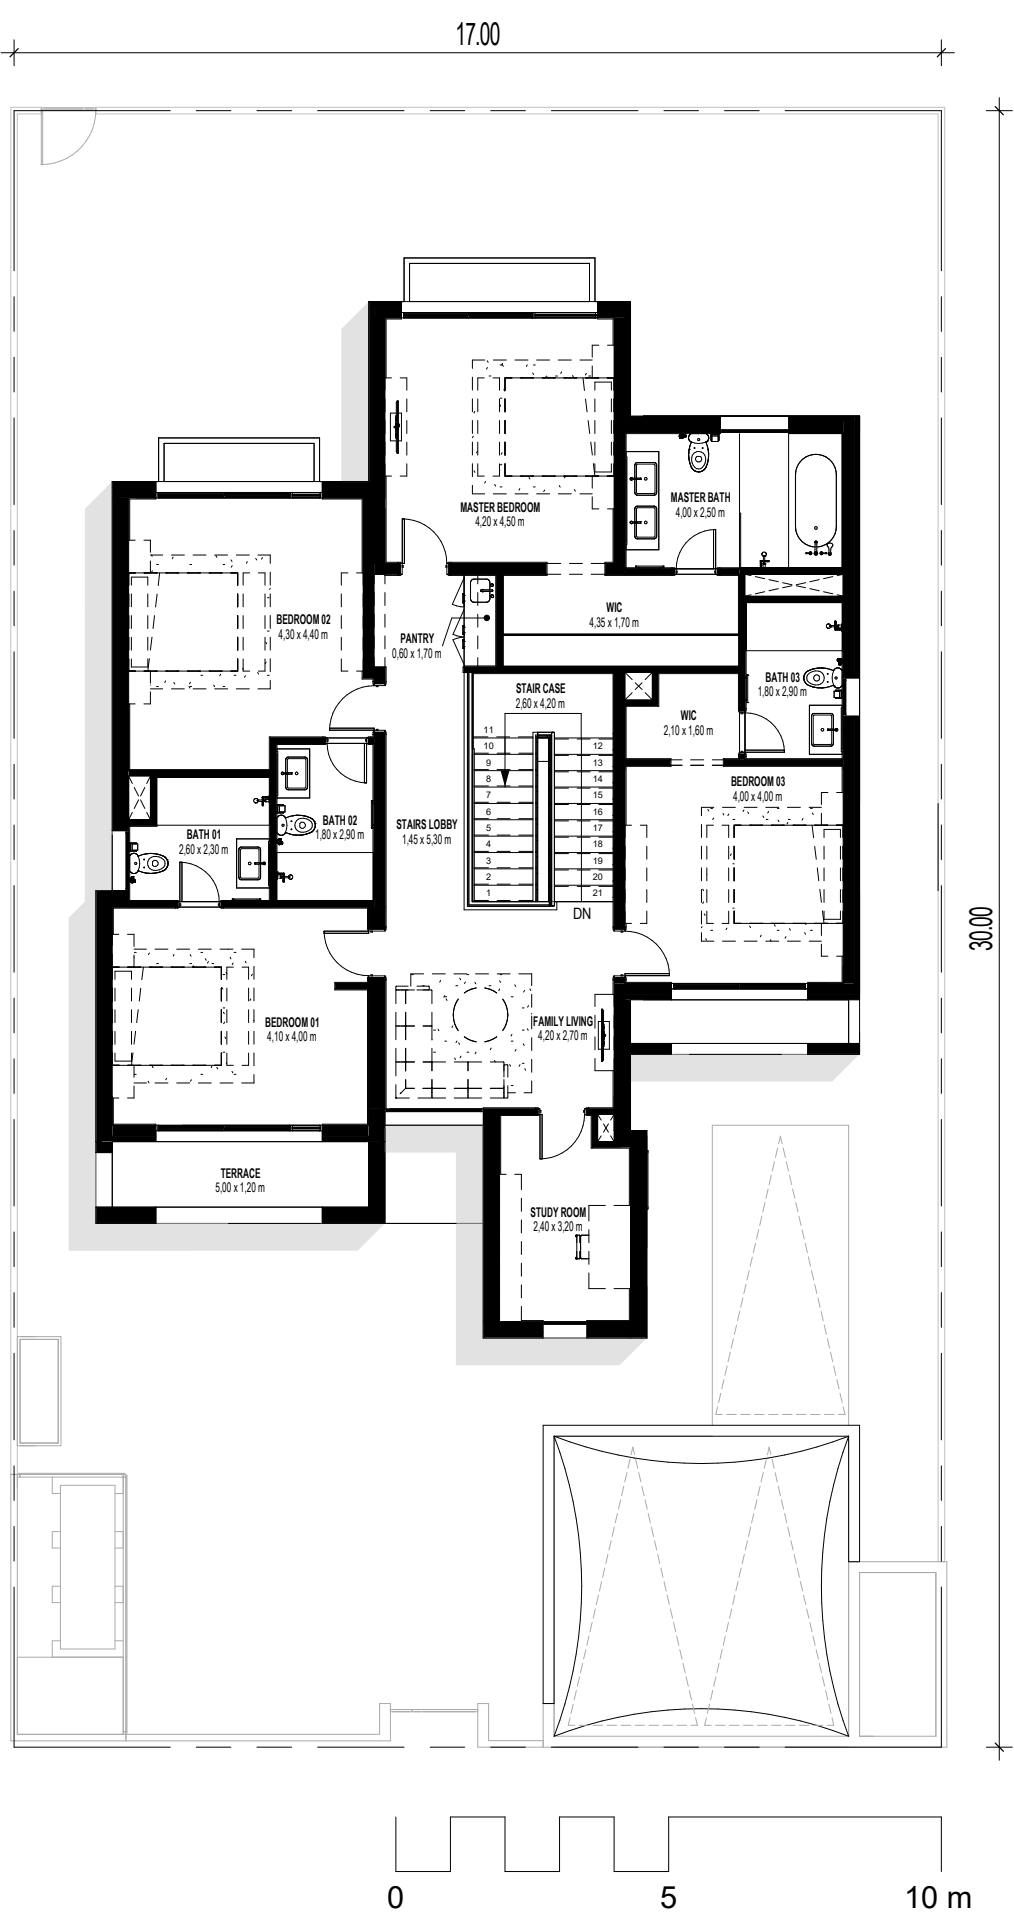 17.00
30.00
MASTER BEDROOM
4,20 x 4,50 m
MASTER BATH
4,00 x 2,50 m
BEDROOM 02
4,30 x 4,40 m
PANTRY
0,60 x 1,70 m
WIC
4,35 x 1,70 m
STAIR CASE
2,60 x 4,20 m
BATH 03
1,80 x 2,90 m
WIC
2,10 x 1,60 m
11
10
9
8
7
6
5
4
3
2
1
12
13
14
15
16
17
18
19
20
21
DN
BEDROOM 03
4,00 x 4,00 m
BATH 01
2,60 x 2,30 m
BATH 02
1,80 x 2,90 m
STAIRS LOBBY
1,45 x 5,30 m
BEDROOM 01
4,10 x 4,00 m
FAMILY LIVING
4,20 x 2,70 m
TERRACE
5,00 x 1,20 m
STUDY ROOM
2,40 x 3,20 m
0 5 10 m